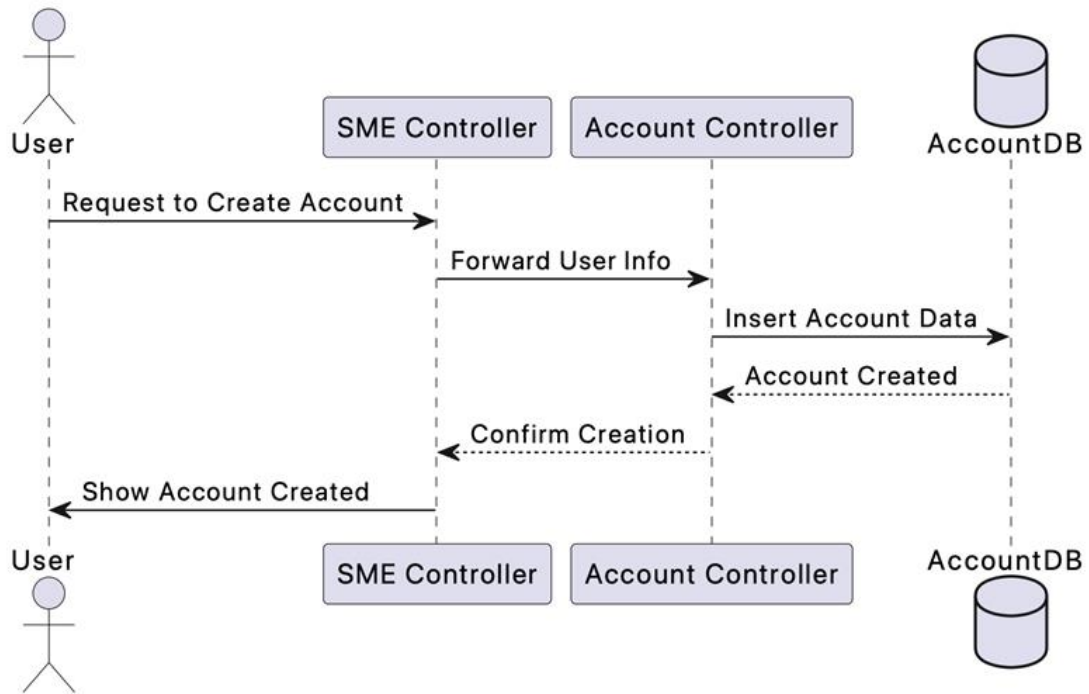 User
SME Controller
Account Controller
AccountDB
Request to Create Account
Forward User Info
Insert Account Data
Account Created
Confirm Creation
Show Account Created
User
SME Controller
Account Controller
AccountDB